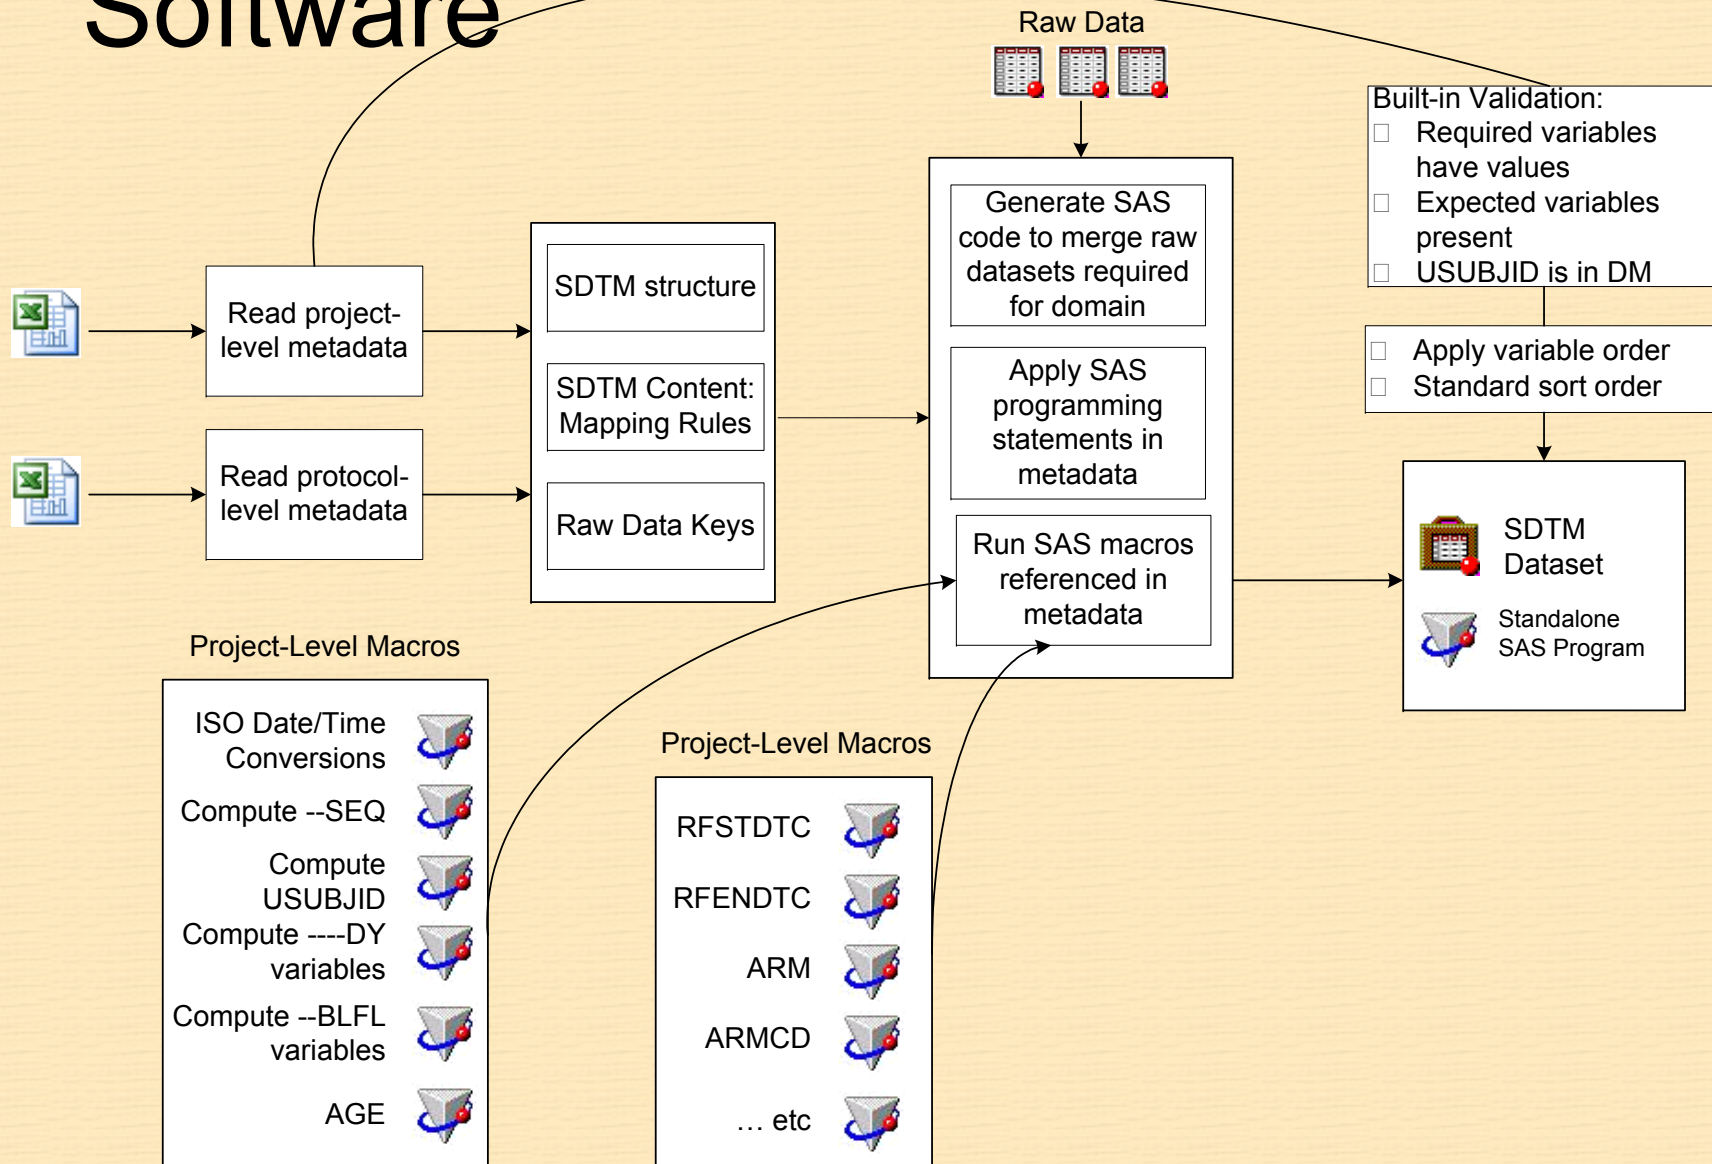 Software
Raw Data
Built-in Validation:
Required variables
have values
Expected variables
present
USUBJID is in DM
Generate SAS
code to merge raw
datasets required
for domain
SDTM structure
Read project-
level metadata
Apply variable order
Standard sort order
Apply SAS
programming
statements in
metadata
SDTM Content:
Mapping Rules
Read protocol-
level metadata
Raw Data Keys
Run SAS macros
referenced in
metadata
SDTM
Dataset
Standalone
SAS Program
Project-Level Macros
ISO Date/Time
Conversions
Compute --SEQ
Compute
USUBJID
Compute ----DY
variables
Compute --BLFL
variables
AGE
Project-Level Macros
RFSTDTC
RFENDTC
ARM
ARMCD
... etc